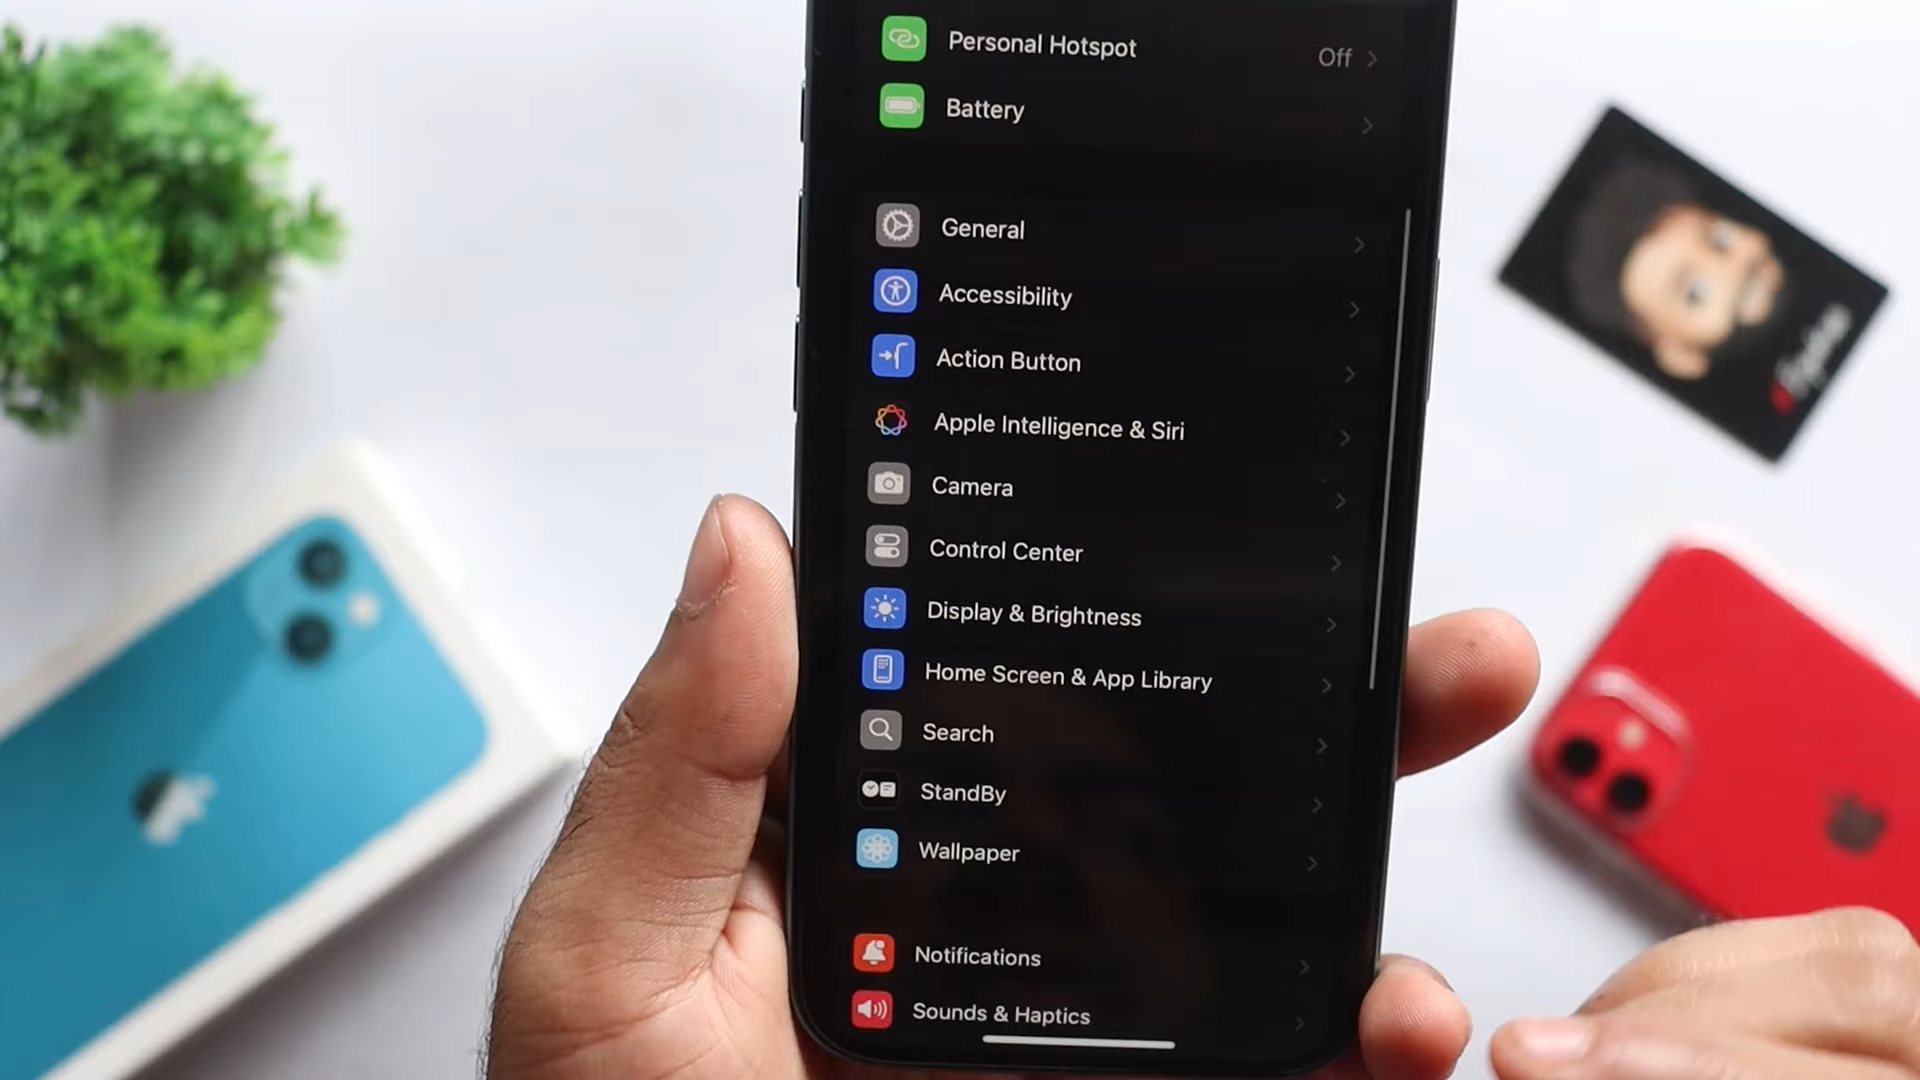 Personal Hotspot Off
Battery
General
Accessibility
Action Button
Apple Intelligence & Siri
Camera
Control Center
Display & Brightness
Home Screen & App Library
Search
StandBy
Wallpaper
Notifications
Sounds & Haptics